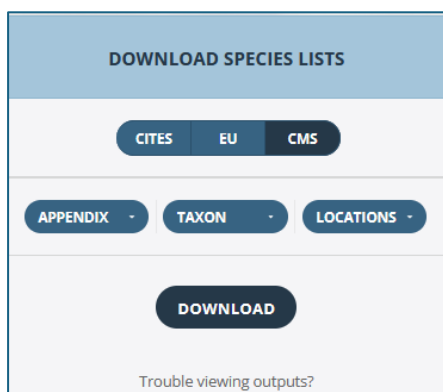 DOWNLOAD SPECIES LISTS
CITES EU CMS
APPENDIX TAXON LOCATIONS
DOWNLOAD
Trouble viewing outputs?